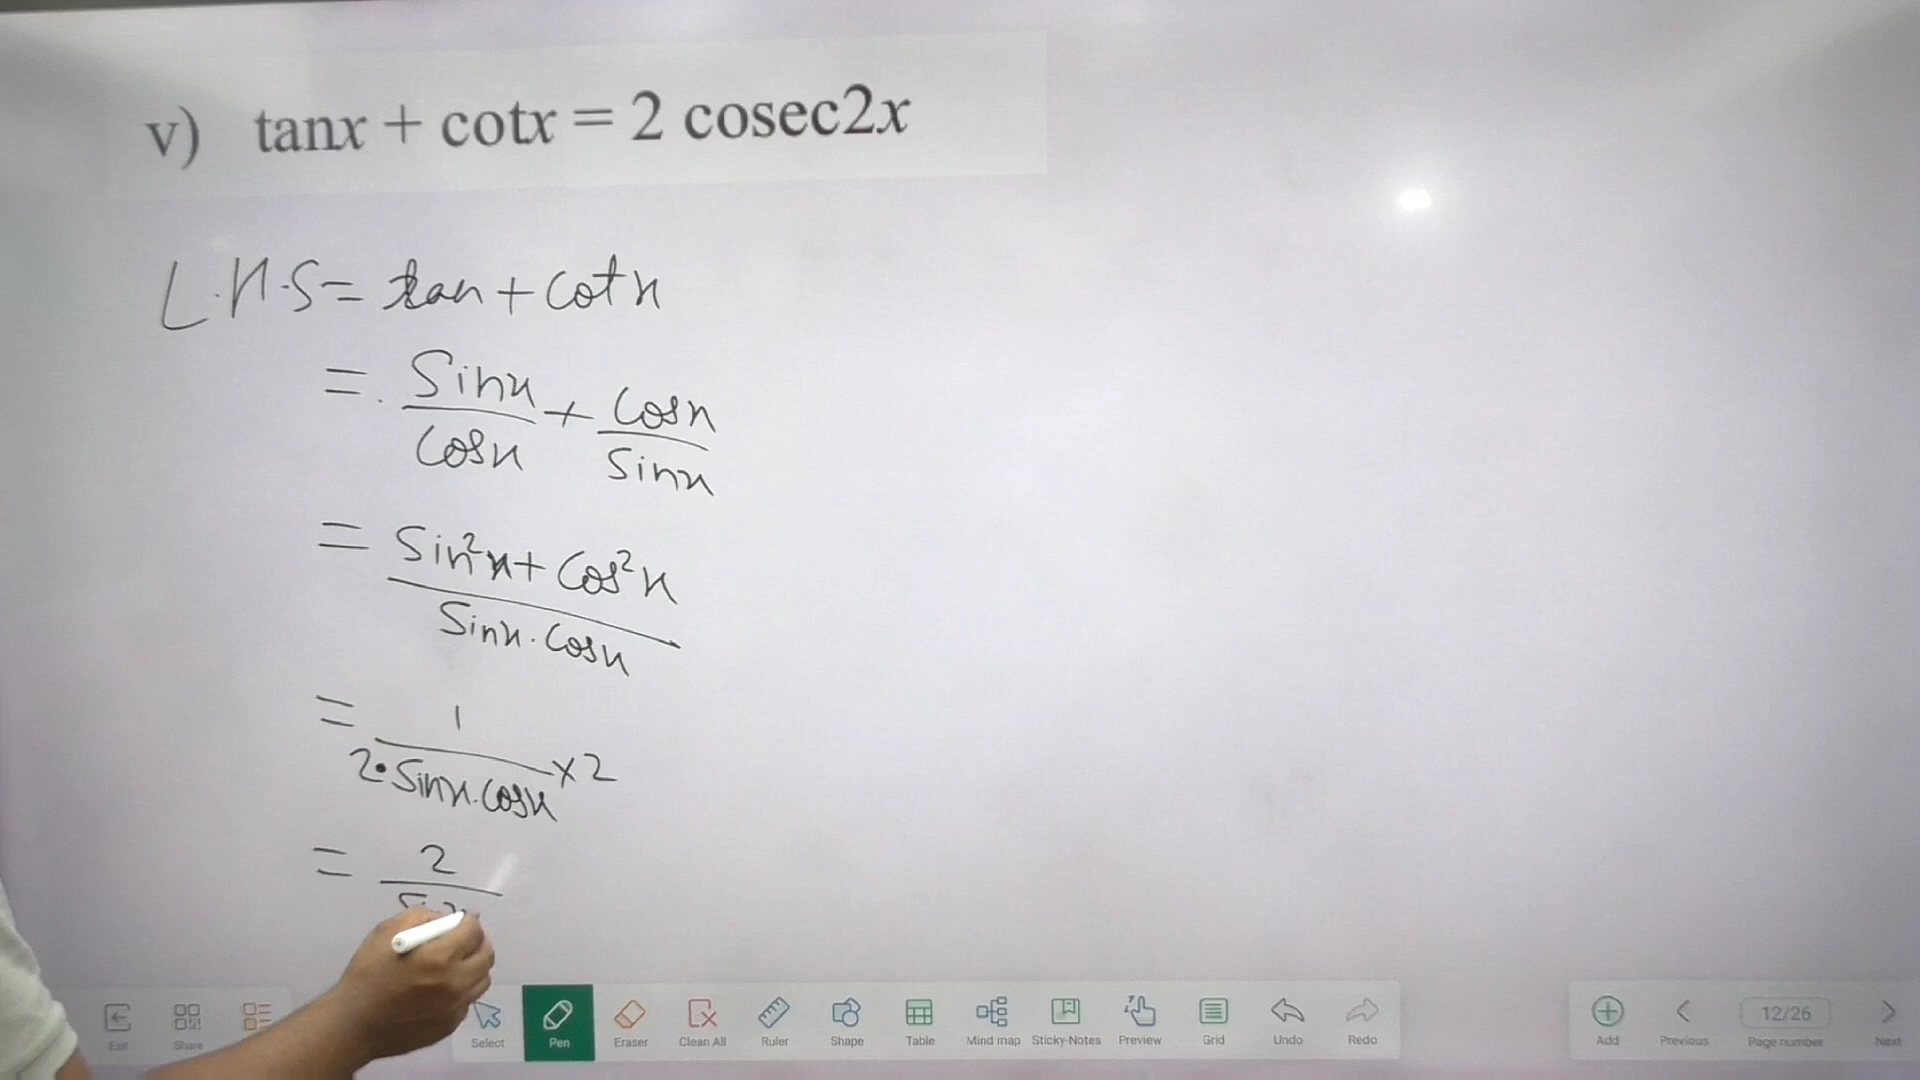 v) tanx + cotx = 2 cosec2x
L.H.S = tan + cotx
= . Sinx/Cosx + Cosx/Sinx
= Sin²x + Cos²x / Sinx . Cosx
= 1 / 2 • Sinx . Cosx × 2
= 2 /
Exit Share Select Pen Eraser Clean All Ruler Shape Table Mind map Sticky-Notes Preview Grid Undo Redo Add Previous 12/26 Page number Next